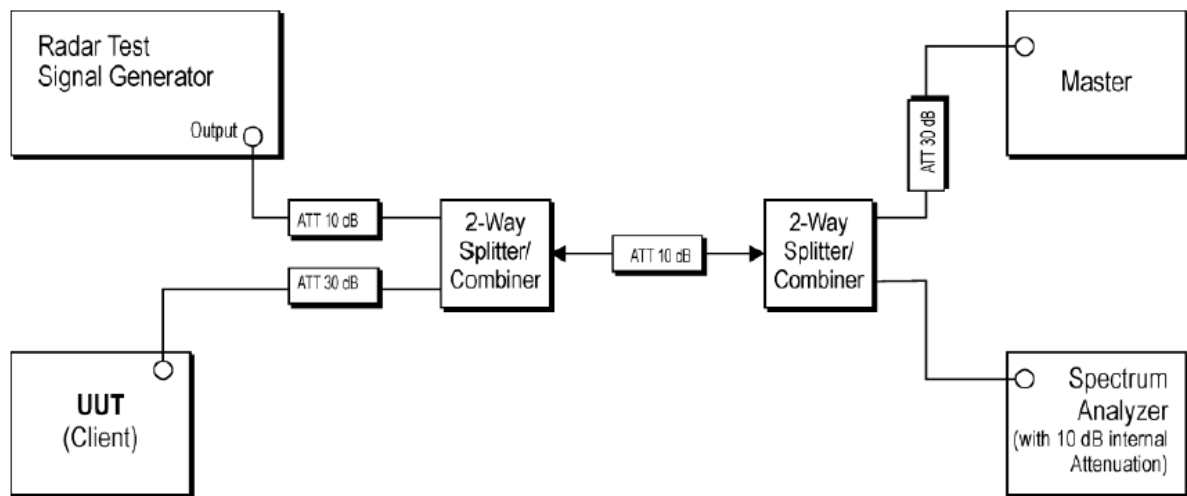 Radar Test
Signal Generator
Output
ATT 10 dB
ATT 30 dB
UUT
(Client)
2-Way
Splitter/
Combiner
ATT 10 dB
2-Way
Splitter/
Combiner
ATT 30 dB
Master
Spectrum
Analyzer
(with 10 dB internal
Attenuation)